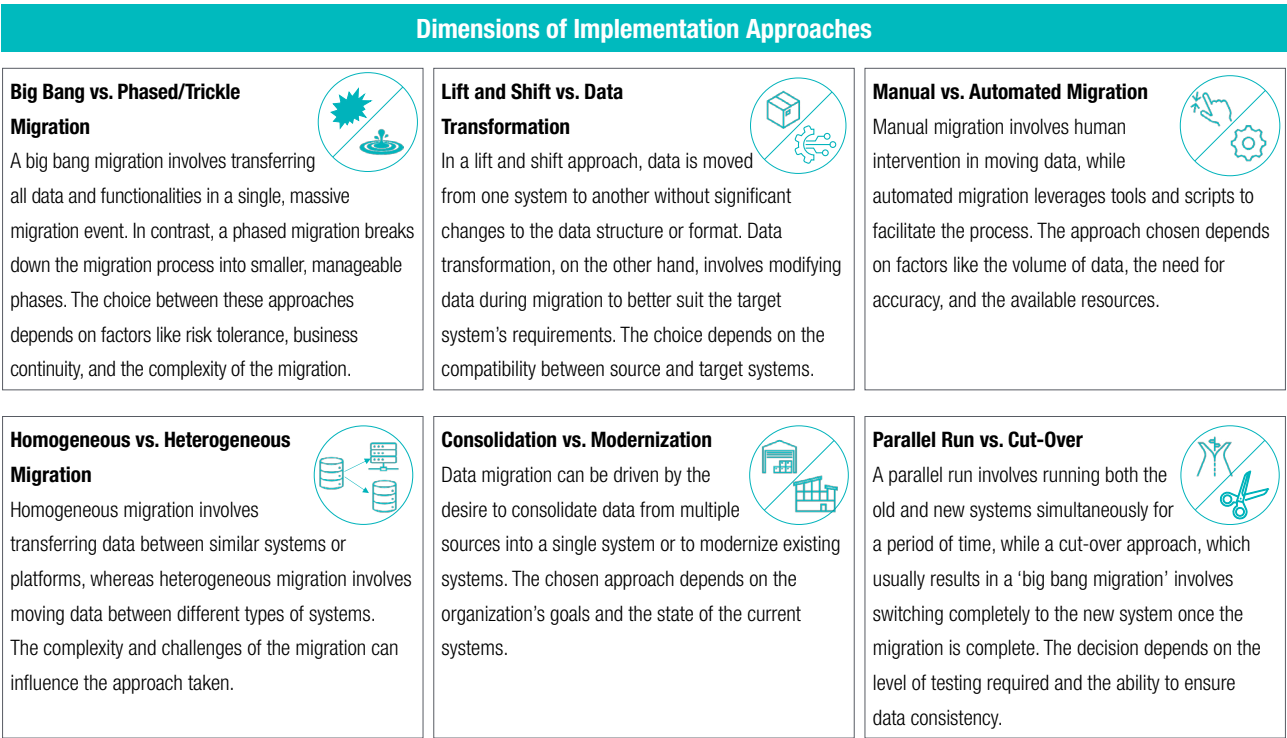 Dimensions of Implementation Approaches
Big Bang vs. Phased/Trickle
Migration
A big bang migration involves transferring
all data and functionalities in a single, massive
migration event. In contrast, a phased migration breaks
down the migration process into smaller, manageable
phases. The choice between these approaches
depends on factors like risk tolerance, business
continuity, and the complexity of the migration.
Lift and Shift vs. Data
Transformation
In a lift and shift approach, data is moved
from one system to another without significant
changes to the data structure or format. Data
transformation, on the other hand, involves modifying
data during migration to better suit the target
system’s requirements. The choice depends on the
compatibility between source and target systems.
Manual vs. Automated Migration
Manual migration involves human
intervention in moving data, while
automated migration leverages tools and scripts to
facilitate the process. The approach chosen depends
on factors like the volume of data, the need for
accuracy, and the available resources.
Homogeneous vs. Heterogeneous
Migration
Homogeneous migration involves
transferring data between similar systems or
platforms, whereas heterogeneous migration involves
moving data between different types of systems.
The complexity and challenges of the migration can
influence the approach taken.
Consolidation vs. Modernization
Data migration can be driven by the
desire to consolidate data from multiple
sources into a single system or to modernize existing
systems. The chosen approach depends on the
organization’s goals and the state of the current
systems.
Parallel Run vs. Cut-Over
A parallel run involves running both the
old and new systems simultaneously for
a period of time, while a cut-over approach, which
usually results in a ‘big bang migration’ involves
switching completely to the new system once the
migration is complete. The decision depends on the
level of testing required and the ability to ensure
data consistency.